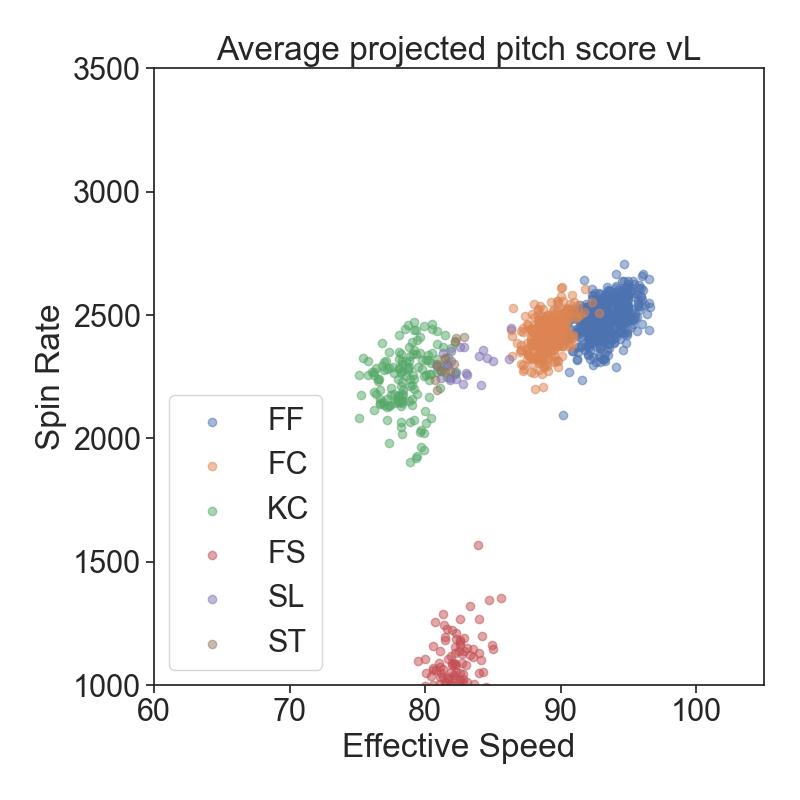 Average projected pitch score vL
3500
3000
2500
2000
1500
1000
Spin Rate
FF
FC
KC
FS
SL
ST
60 70 80 90 100
Effective Speed